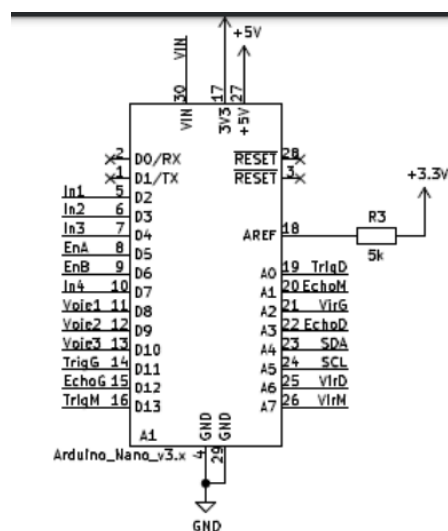 +5V
VIN
30
17
27
VIN
3V3
+5V
2 D0/RX RESET 28
1 D1/TX RESET 3
+3.3V
In1 5 D2
In2 6 D3
In3 7 D4 AREF 18 R3
EnA 8 D5 5k
EnB 9 D6 A0 19 TrigD
In4 10 D7 A1 20 EchoM
Voie1 11 D8 A2 21 VirG
Voie2 12 D9 A3 22 EchoD
Voie3 13 D10 A4 23 SDA
TrigG 14 D11 A5 24 SCL
EchoG 15 D12 A6 25 VirD
TrigM 16 D13 A7 26 VirM
GND
GND
A1
Arduino_Nano_v3.x
4
29
GND